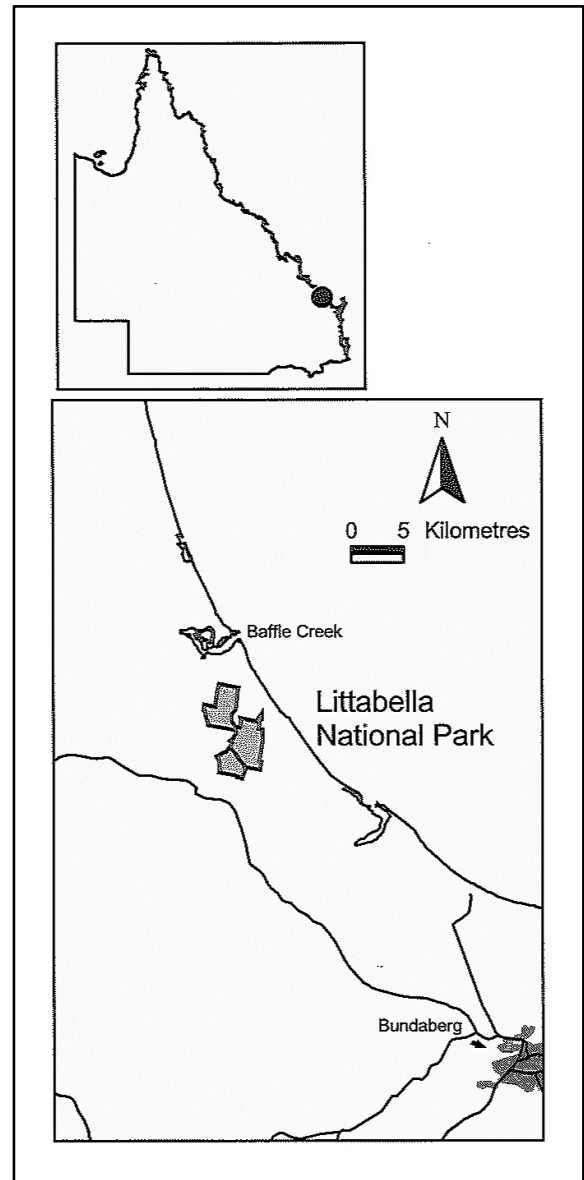 N
0 5 Kilometres
Baffle Creek
Littabella
National Park
Bundaberg